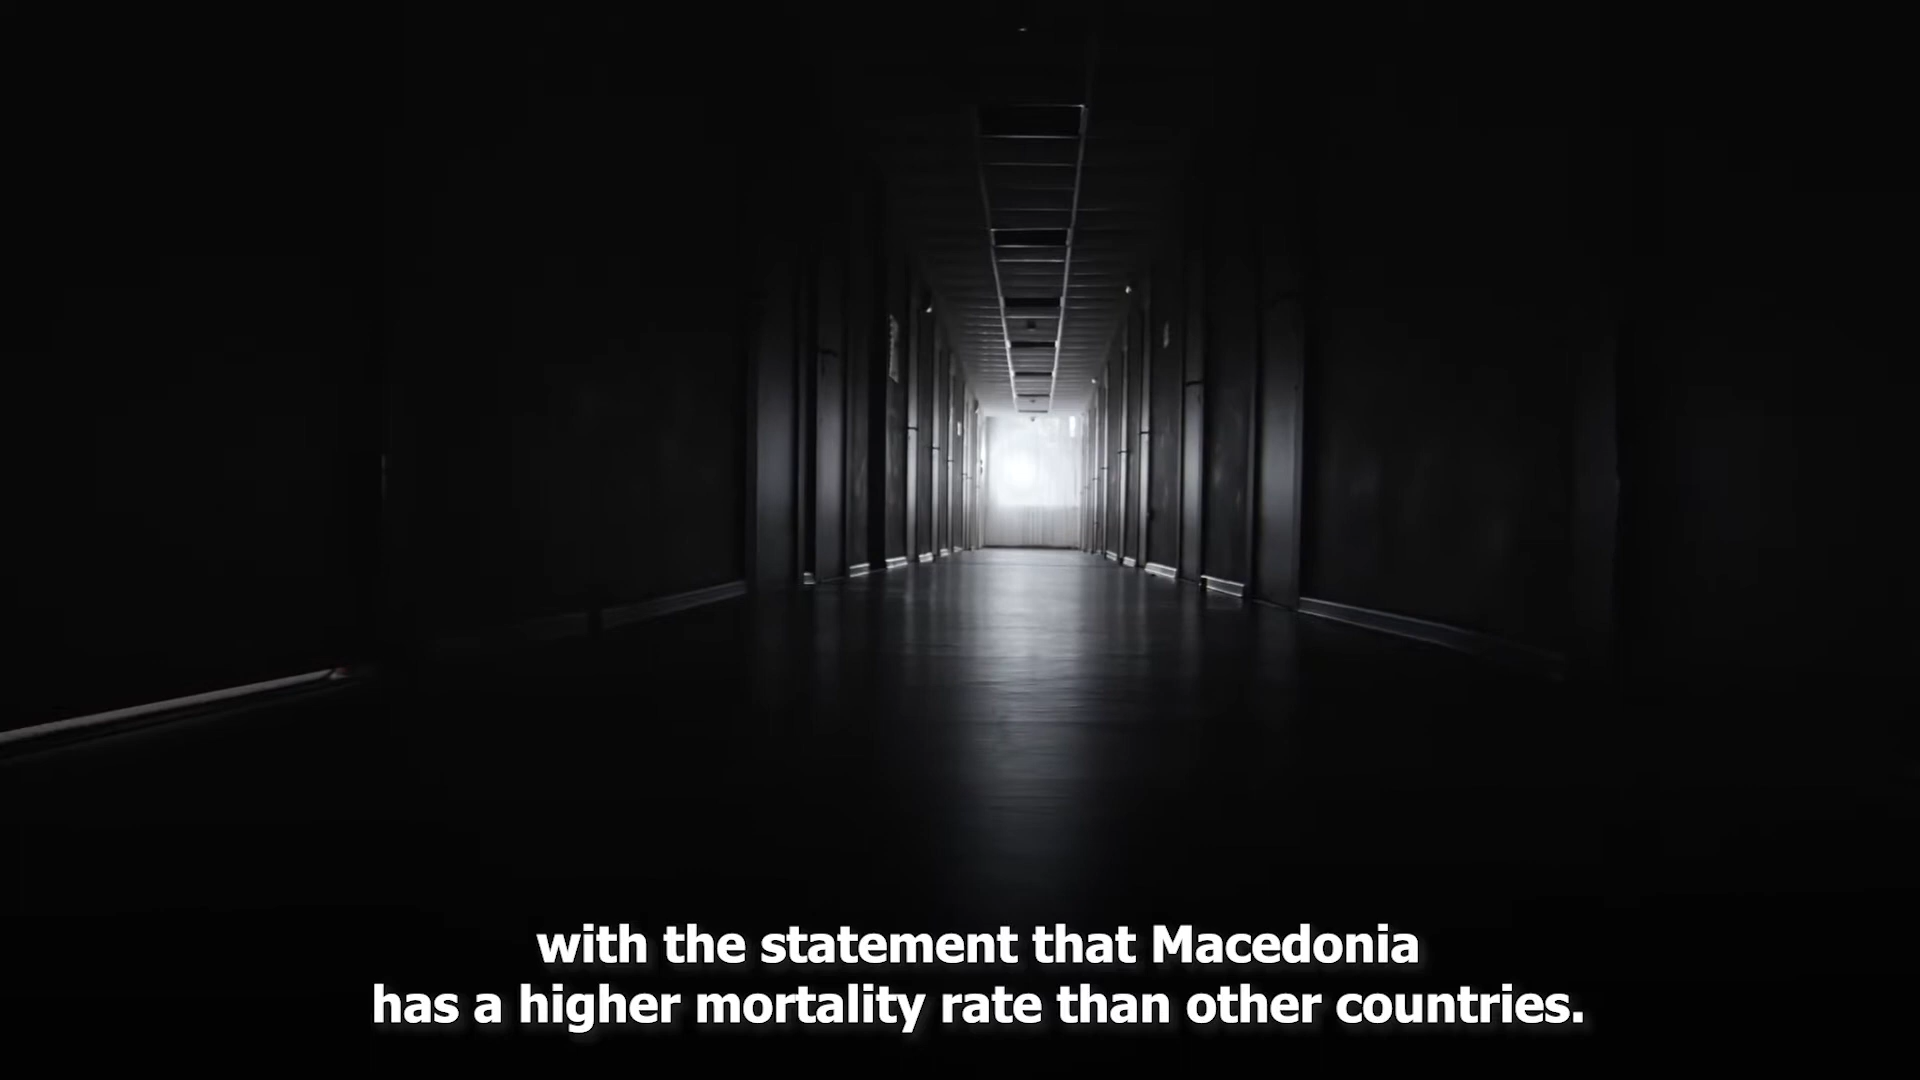 with the statement that Macedonia
has a higher mortality rate than other countries.